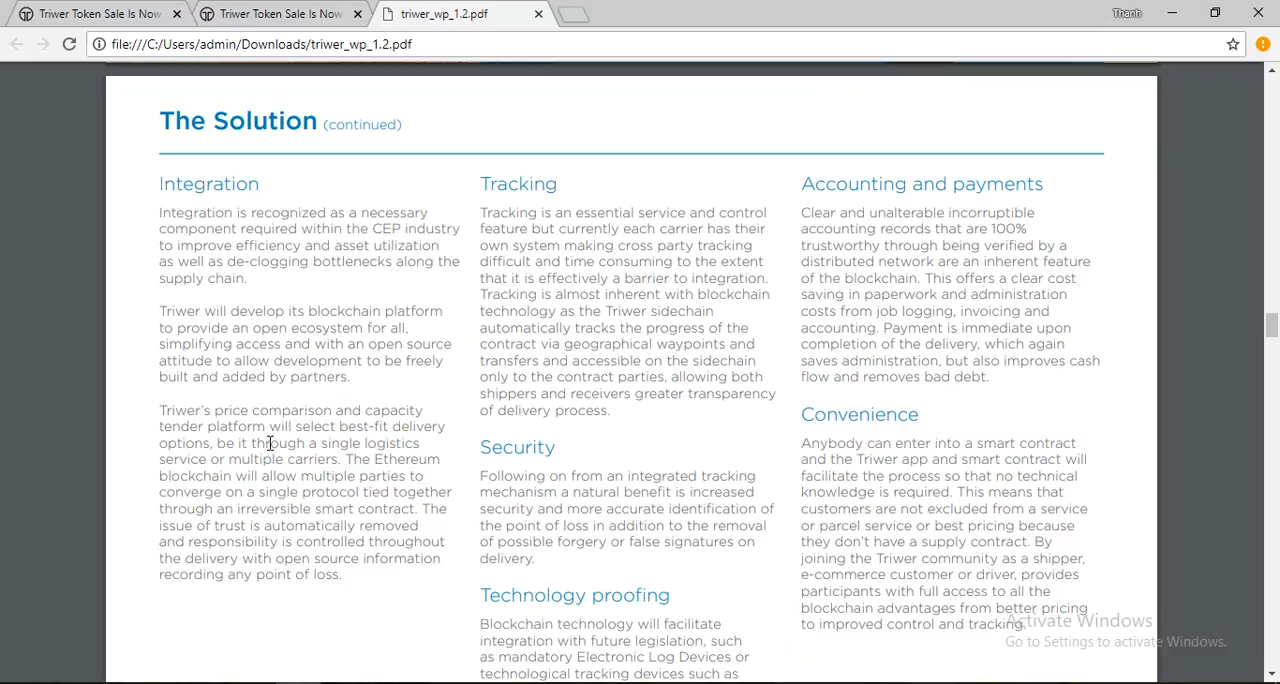 Triwer Token Sale Is Now
Triwer Token Sale Is Now
triwer_wp_1.2.pdf
Thanh
file:///C:/Users/admin/Downloads/triwer_wp_1.2.pdf
The Solution (continued)
Integration
Integration is recognized as a necessary
component required within the CEP industry
to improve efficiency and asset utilization
as well as de-clogging bottlenecks along the
supply chain.
Triwer will develop its blockchain platform
to provide an open ecosystem for all,
simplifying access and with an open source
attitude to allow development to be freely
built and added by partners.
Triwer's price comparison and capacity
tender platform will select best-fit delivery
options, be it through a single logistics
service or multiple carriers. The Ethereum
blockchain will allow multiple parties to
converge on a single protocol tied together
through an irreversible smart contract. The
issue of trust is automatically removed
and responsibility is controlled throughout
the delivery with open source information
recording any point of loss.
Tracking
Tracking is an essential service and control
feature but currently each carrier has their
own system making cross party tracking
difficult and time consuming to the extent
that it is effectively a barrier to integration.
Tracking is almost inherent with blockchain
technology as the Triwer sidechain
automatically tracks the progress of the
contract via geographical waypoints and
transfers and accessible on the sidechain
only to the contract parties, allowing both
shippers and receivers greater transparency
of delivery process.
Security
Following on from an integrated tracking
mechanism a natural benefit is increased
security and more accurate identification of
the point of loss in addition to the removal
of possible forgery or false signatures on
delivery.
Technology proofing
Blockchain technology will facilitate
integration with future legislation, such
as mandatory Electronic Log Devices or
technological tracking devices such as
Accounting and payments
Clear and unalterable incorruptible
accounting records that are 100%
trustworthy through being verified by a
distributed network are an inherent feature
of the blockchain. This offers a clear cost
saving in paperwork and administration
costs from job logging, invoicing and
accounting. Payment is immediate upon
completion of the delivery, which again
saves administration, but also improves cash
flow and removes bad debt.
Convenience
Anybody can enter into a smart contract
and the Triwer app and smart contract will
facilitate the process so that no technical
knowledge is required. This means that
customers are not excluded from a service
or parcel service or best pricing because
they don't have a supply contract. By
joining the Triwer community as a shipper,
e-commerce customer or driver, provides
participants with full access to all the
blockchain advantages from better pricing
to improved control and tracking.
Activate Windows
Go to Settings to activate Windows.